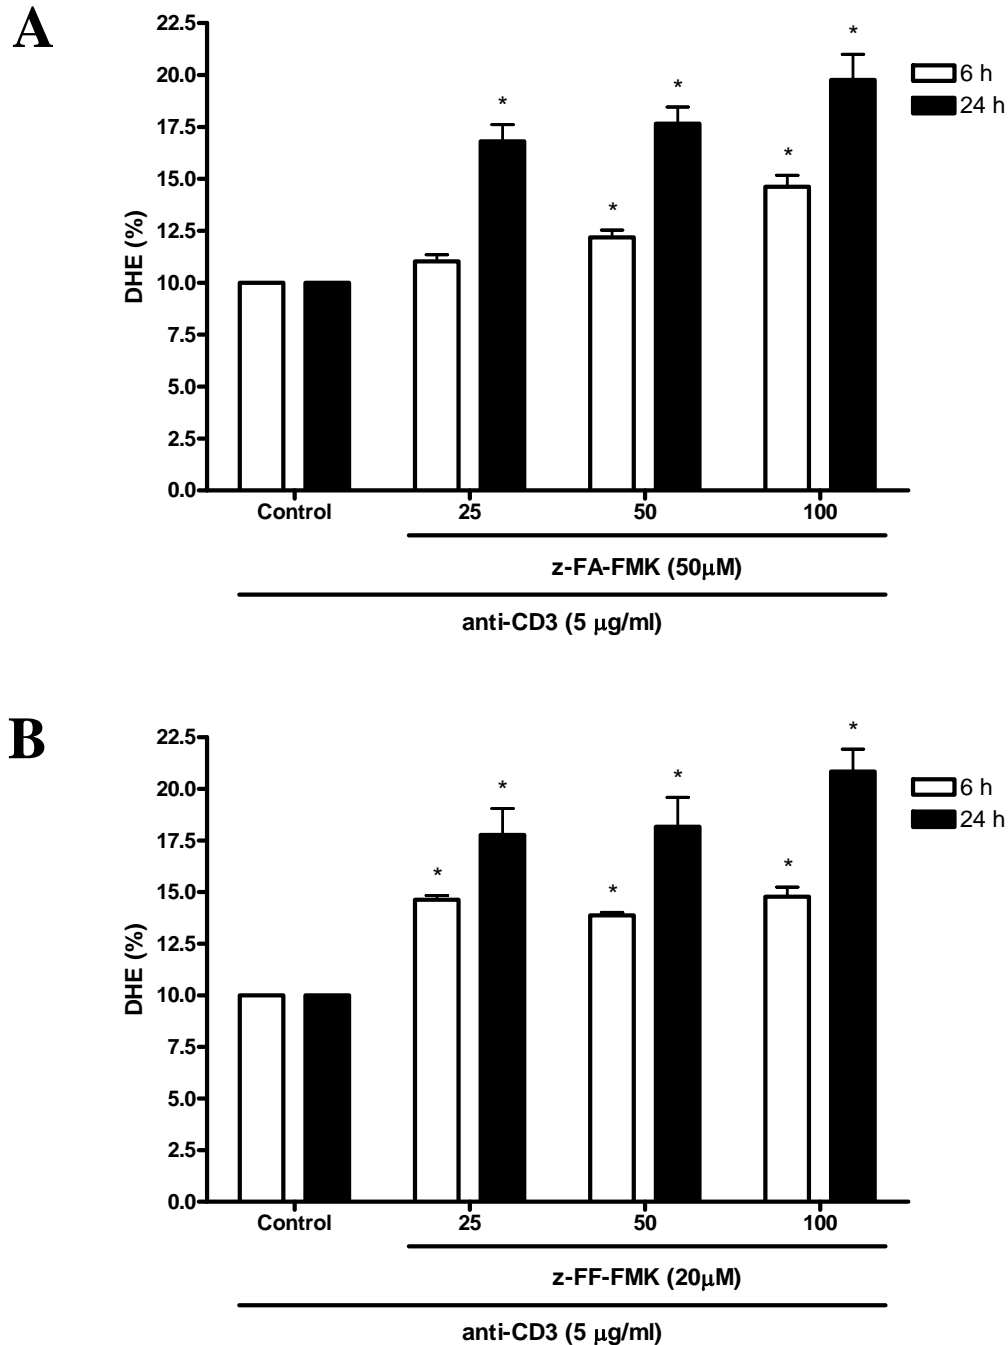 A
22.5
20.0
17.5
15.0
12.5
10.0
7.5
5.0
2.5
0.0
DHE (%)
* * * * *
6 h
24 h
Control 25 50 100
z-FA-FMK (50μM)
anti-CD3 (5 μg/ml)
B
22.5
20.0
17.5
15.0
12.5
10.0
7.5
5.0
2.5
0.0
DHE (%)
* * * * * *
6 h
24 h
Control 25 50 100
z-FF-FMK (20μM)
anti-CD3 (5 μg/ml)